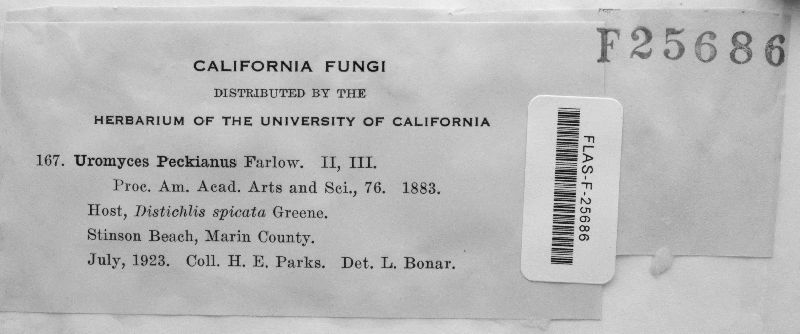 F25686
CALIFORNIA FUNGI
DISTRIBUTED BY THE
HERBARIUM OF THE UNIVERSITY OF CALIFORNIA
167. Uromyces Peckianus Farlow. II, III.
Proc. Am. Acad. Arts and Sci., 76. 1883.
Host, Distichlis spicata Greene.
Stinson Beach, Marin County.
July, 1923. Coll. H. E. Parks. Det. L. Bonar.
FLAS-F-25686